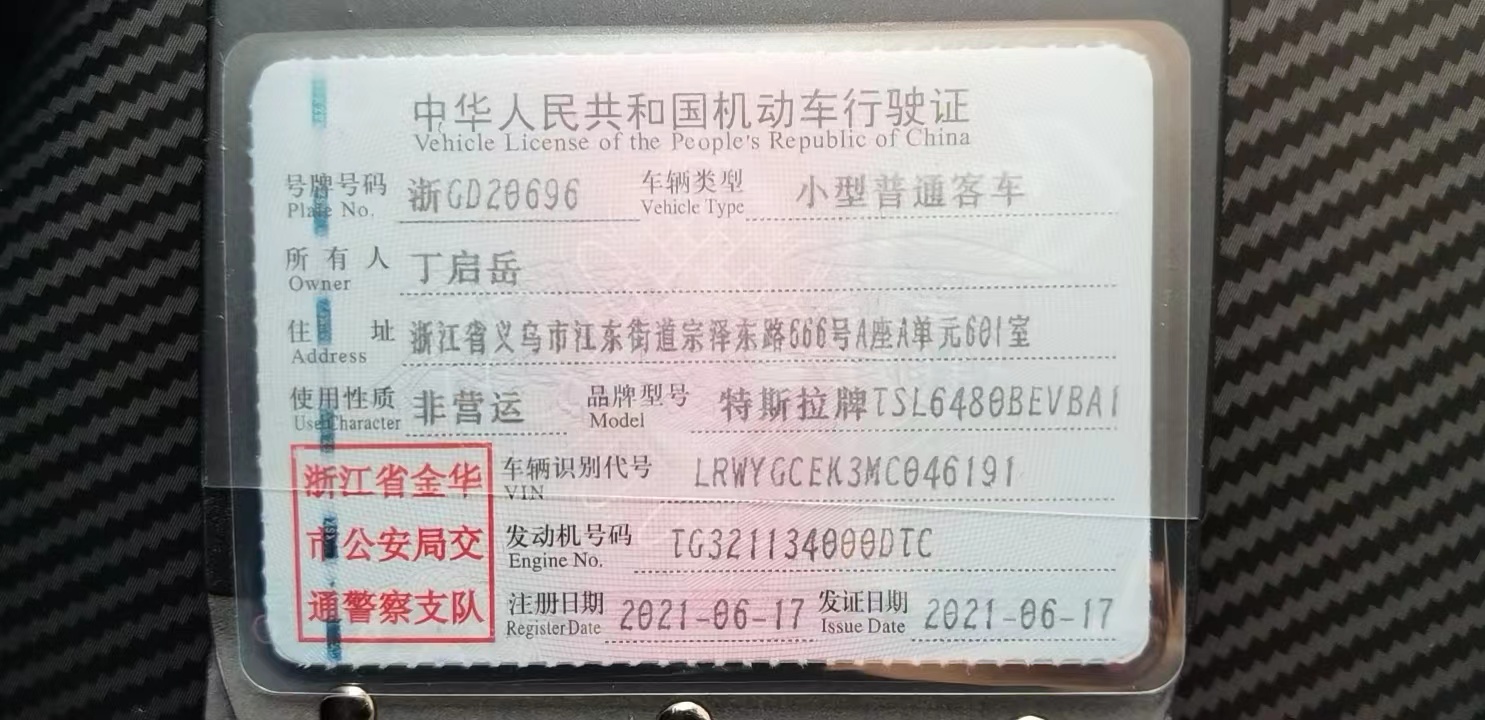 中华人民共和国机动车行驶证
Vehicle License of the People's Republic of China
号牌号码 浙GD20696 车辆类型 小型普通客车
Plate No. Vehicle Type
所有人 丁启岳
Owner
住址 浙江省义乌市江东街道宗泽东路666号A座A单元601室
Address
使用性质 非营运 品牌型号 特斯拉牌TSL6480BEVBA1
Use Character Model
浙江省金华 车辆识别代号 LRWYGCEK3MC046191
VIN
市公安局交 发动机号码 TG321134000DTC
Engine No.
通警察支队 注册日期 2021-06-17 发证日期 2021-06-17
Register Date Issue Date